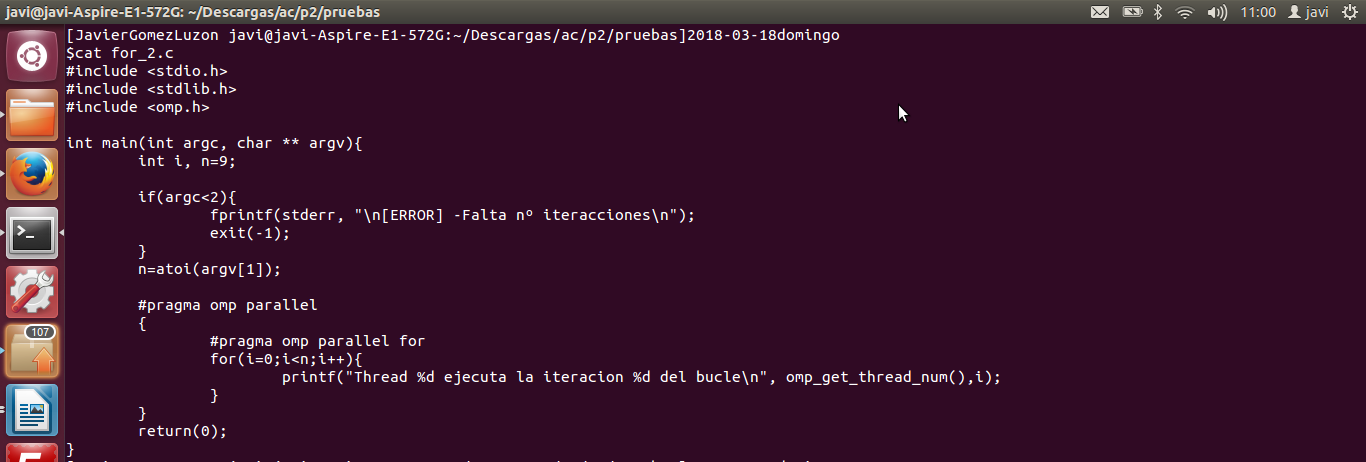 javi@javi-Aspire-E1-572G: ~/Descargas/ac/p2/pruebas 11:00 javi
[JavierGomezLuzon javi@javi-Aspire-E1-572G:~/Descargas/ac/p2/pruebas]2018-03-18domingo
$cat for_2.c
#include <stdio.h>
#include <stdlib.h>
#include <omp.h>
int main(int argc, char ** argv){
int i, n=9;
if(argc<2){
fprintf(stderr, "\n[ERROR] -Falta nº iteracciones\n");
exit(-1);
}
n=atoi(argv[1]);
#pragma omp parallel
{
#pragma omp parallel for
for(i=0;i<n;i++){
printf("Thread %d ejecuta la iteracion %d del bucle\n", omp_get_thread_num(),i);
}
}
return(0);
}
107